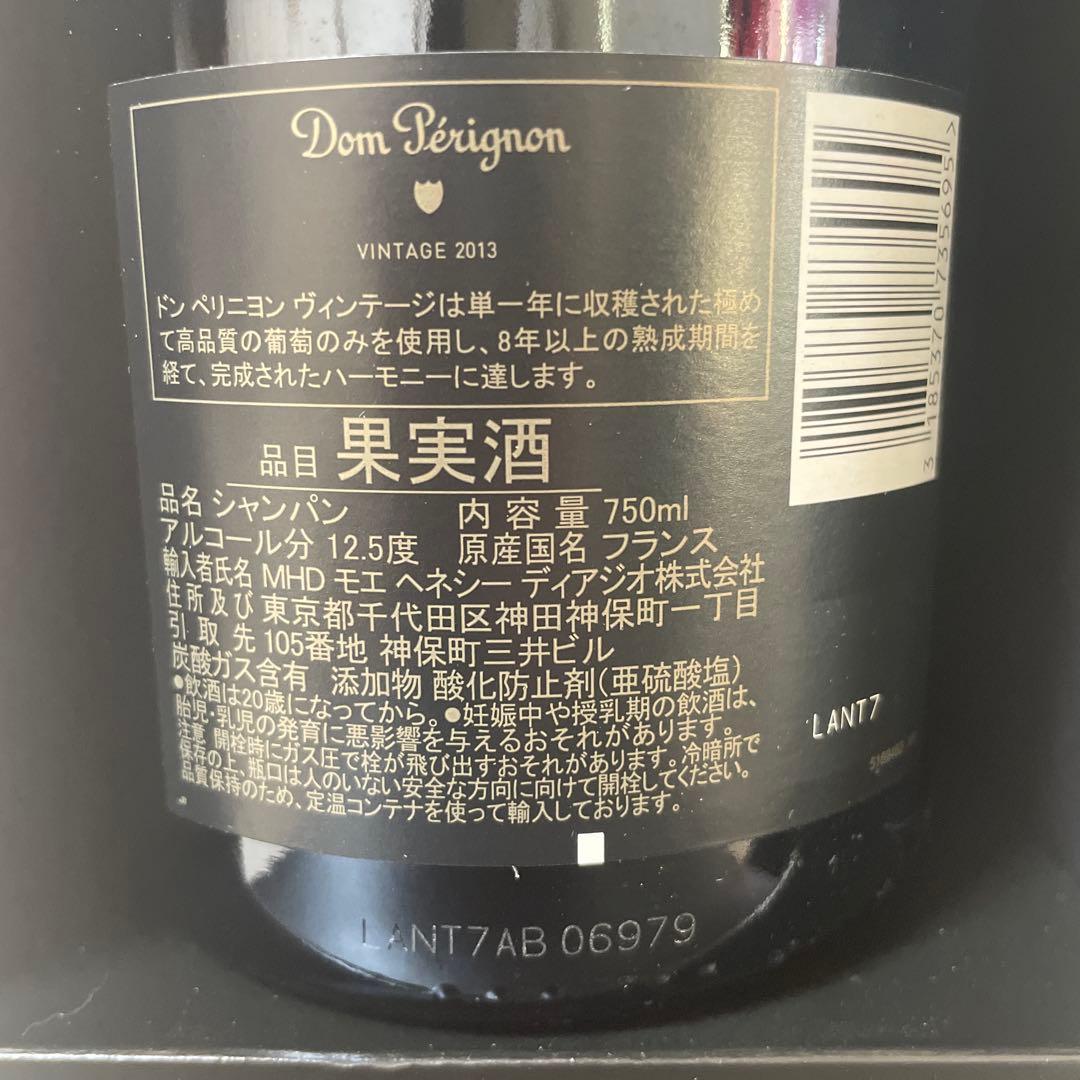 Dom Pérignon
VINTAGE 2013
ドン ペリニヨン ヴィンテージは単一年に収穫された極め
て高品質の葡萄のみを使用し、8年以上の熟成期間を
経て、完成されたハーモニーに達します。
品目 果実酒
品名 シャンパン 内容量 750ml
アルコール分 12.5度 原産国名 フランス
輸入者氏名 MHD モエ ヘネシー ディアジオ株式会社
住所及び 東京都千代田区神田神保町一丁目
引取先 105番地 神保町三井ビル
炭酸ガス含有 添加物 酸化防止剤(亜硫酸塩)
●飲酒は20歳になってから。●妊娠中や授乳期の飲酒は、
胎児・乳児の発育に悪影響を与えるおそれがあります。
注意 開栓時にガス圧で栓が飛び出すおそれがあります。冷暗所で
保存の上、瓶口は人のいない安全な方向に向けて開栓してください。
品質保持のため、定温コンテナを使って輸入しております。
3 185370 735695 >
LANT7
LANT7AB 06979